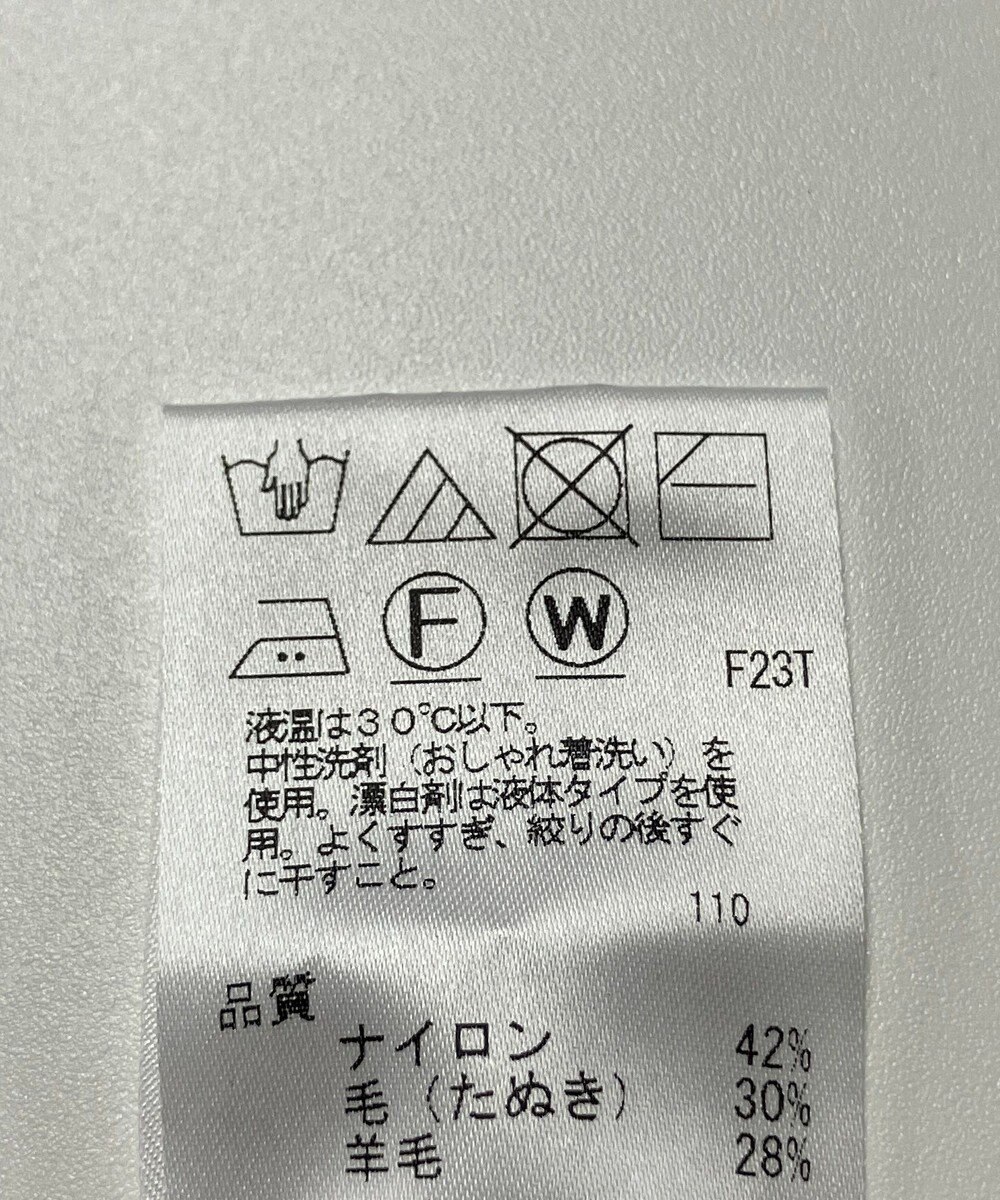 F W
F23T
液温は３０℃以下。
中性洗剤（おしゃれ着洗い）を
使用。漂白剤は液体タイプを使
用。よくすすぎ、絞りの後すぐ
に干すこと。
110
品質
ナイロン 42%
毛（たぬき） 30%
羊毛 28%